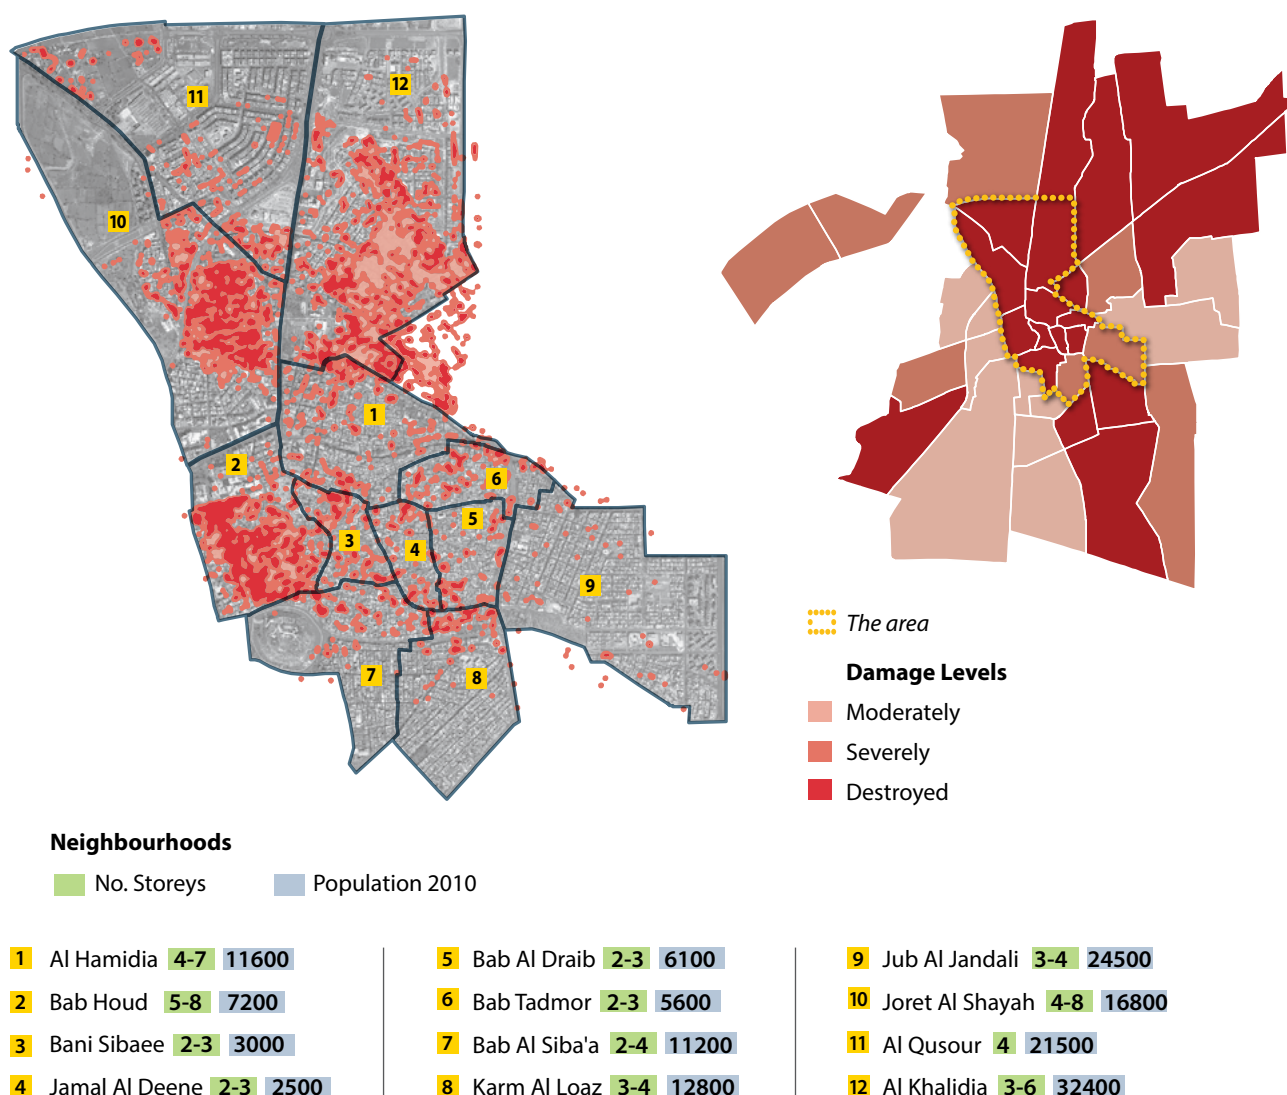 11
12
10
1
2
6
5
3
4
9
7
8
The area
Damage Levels
Moderately
Severely
Destroyed
Neighbourhoods
No. Storeys Population 2010
1 Al Hamidia 4-7 11600
2 Bab Houd 5-8 7200
3 Bani Sibaee 2-3 3000
4 Jamal Al Deene 2-3 2500
5 Bab Al Draib 2-3 6100
6 Bab Tadmor 2-3 5600
7 Bab Al Siba'a 2-4 11200
8 Karm Al Loaz 3-4 12800
9 Jub Al Jandali 3-4 24500
10 Joret Al Shayah 4-8 16800
11 Al Qusour 4 21500
12 Al Khalidia 3-6 32400